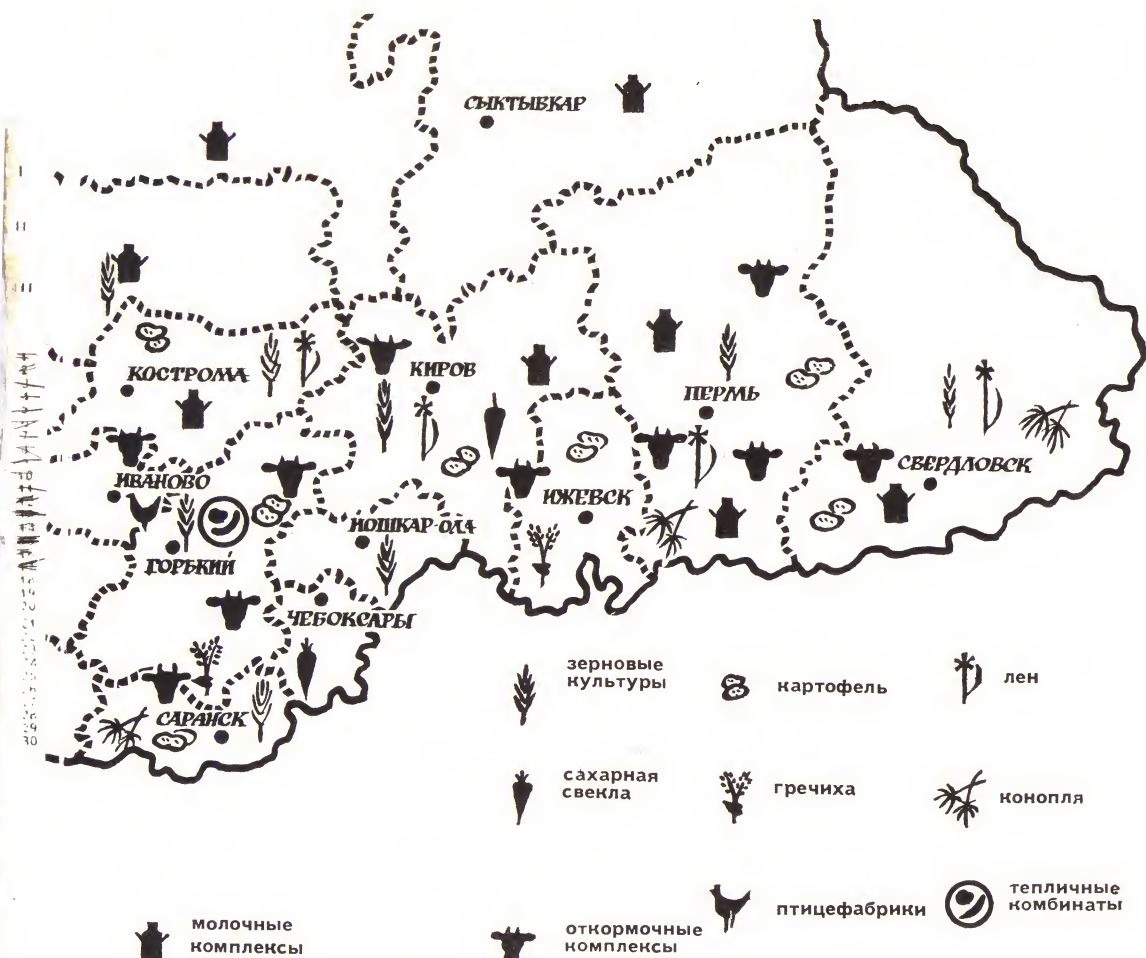 СЫКТЫВКАР
КОСТРОМА
КИРОВ
ПЕРМЬ
ИВАНОВО
ИЖЕВСК
СВЕРДЛОВСК
ЙОШКАР-ОЛА
ГОРЬКИЙ
ЧЕБОКСАРЫ
САРАНСК
зерновые
культуры
картофель
лен
сахарная
свекла
гречиха
конопля
птицефабрики
тепличные
комбинаты
молочные
комплексы
откормочные
комплексы